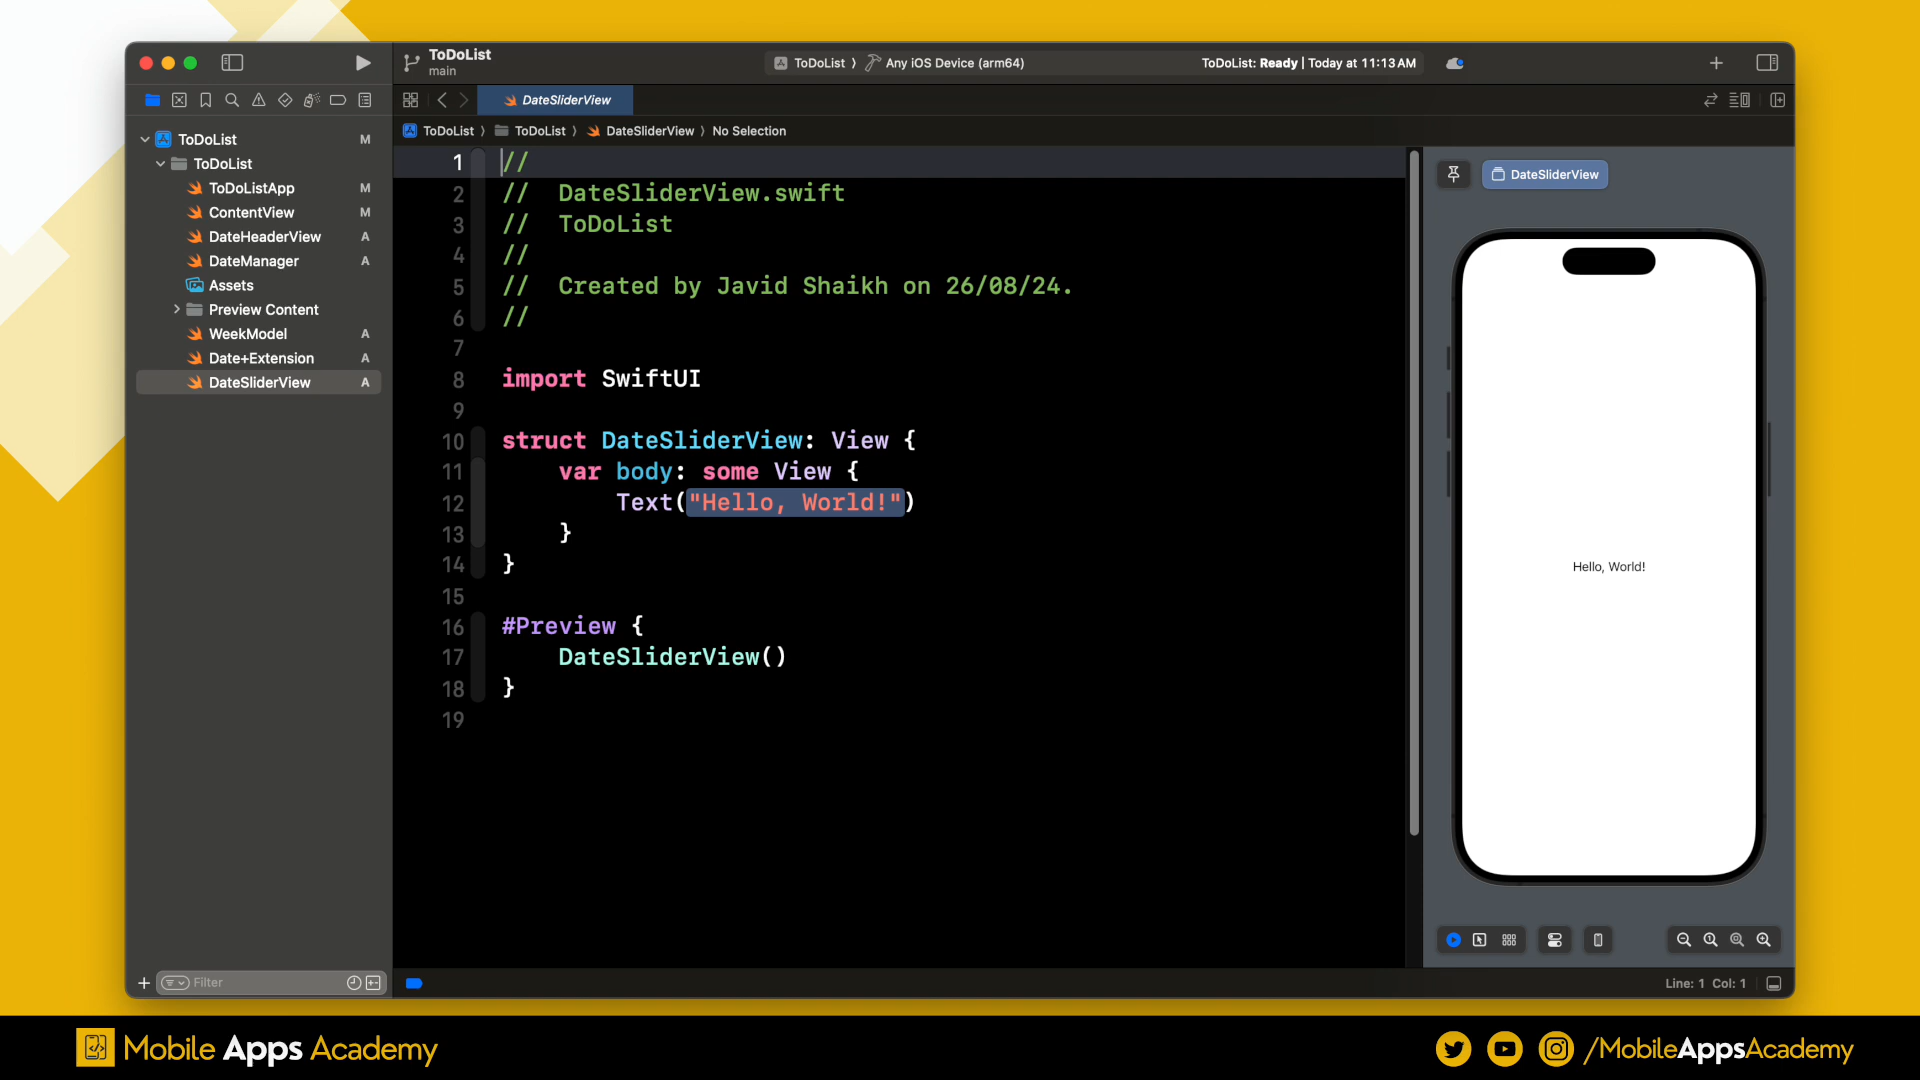 ToDoList
main
ToDoList
Any iOS Device (arm64)
ToDoList: Ready | Today at 11:13 AM
DateSliderView
ToDoList
ToDoList
DateSliderView
No Selection
ToDoList M
ToDoList
ToDoListApp M
ContentView M
DateHeaderView A
DateManager A
Assets
Preview Content
WeekModel A
Date+Extension A
DateSliderView A
Filter
1 //
2 //  DateSliderView.swift
3 //  ToDoList
4 //
5 //  Created by Javid Shaikh on 26/08/24.
6 //
7
8 import SwiftUI
9
10 struct DateSliderView: View {
11     var body: some View {
12         Text("Hello, World!")
13     }
14 }
15
16 #Preview {
17     DateSliderView()
18 }
19
DateSliderView
Hello, World!
Line: 1 Col: 1
Mobile Apps Academy
/MobileAppsAcademy